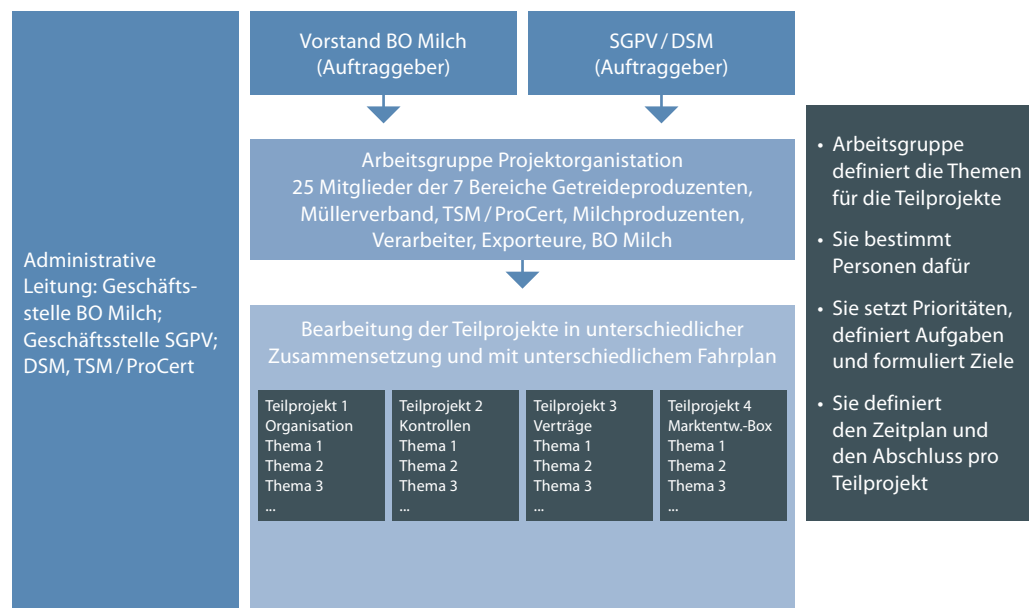 Vorstand BO Milch
(Auftraggeber)
SGPV / DSM
(Auftraggeber)
Administrative
Leitung: Geschäfts-
stelle BO Milch;
Geschäftsstelle SGPV;
DSM, TSM / ProCert
Arbeitsgruppe Projektorganistation
25 Mitglieder der 7 Bereiche Getreideproduzenten,
Müllerverband, TSM / ProCert, Milchproduzenten,
Verarbeiter, Exporteure, BO Milch
Bearbeitung der Teilprojekte in unterschiedlicher
Zusammensetzung und mit unterschiedlichem Fahrplan
Teilprojekt 1
Organisation
Thema 1
Thema 2
Thema 3
...
Teilprojekt 2
Kontrollen
Thema 1
Thema 2
Thema 3
...
Teilprojekt 3
Verträge
Thema 1
Thema 2
Thema 3
...
Teilprojekt 4
Marktentw.-Box
Thema 1
Thema 2
Thema 3
...
• Arbeitsgruppe
definiert die Themen
für die Teilprojekte
• Sie bestimmt
Personen dafür
• Sie setzt Prioritäten,
definiert Aufgaben
und formuliert Ziele
• Sie definiert
den Zeitplan und
den Abschluss pro
Teilprojekt